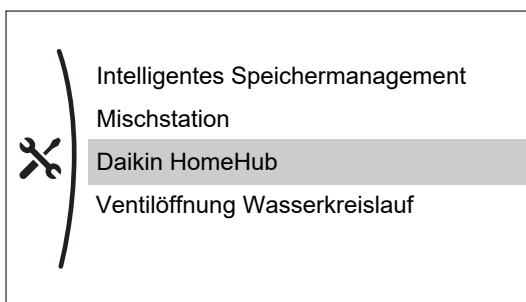 Intelligentes Speichermanagement
Mischstation
Daikin HomeHub
Ventilöffnung Wasserkreislauf